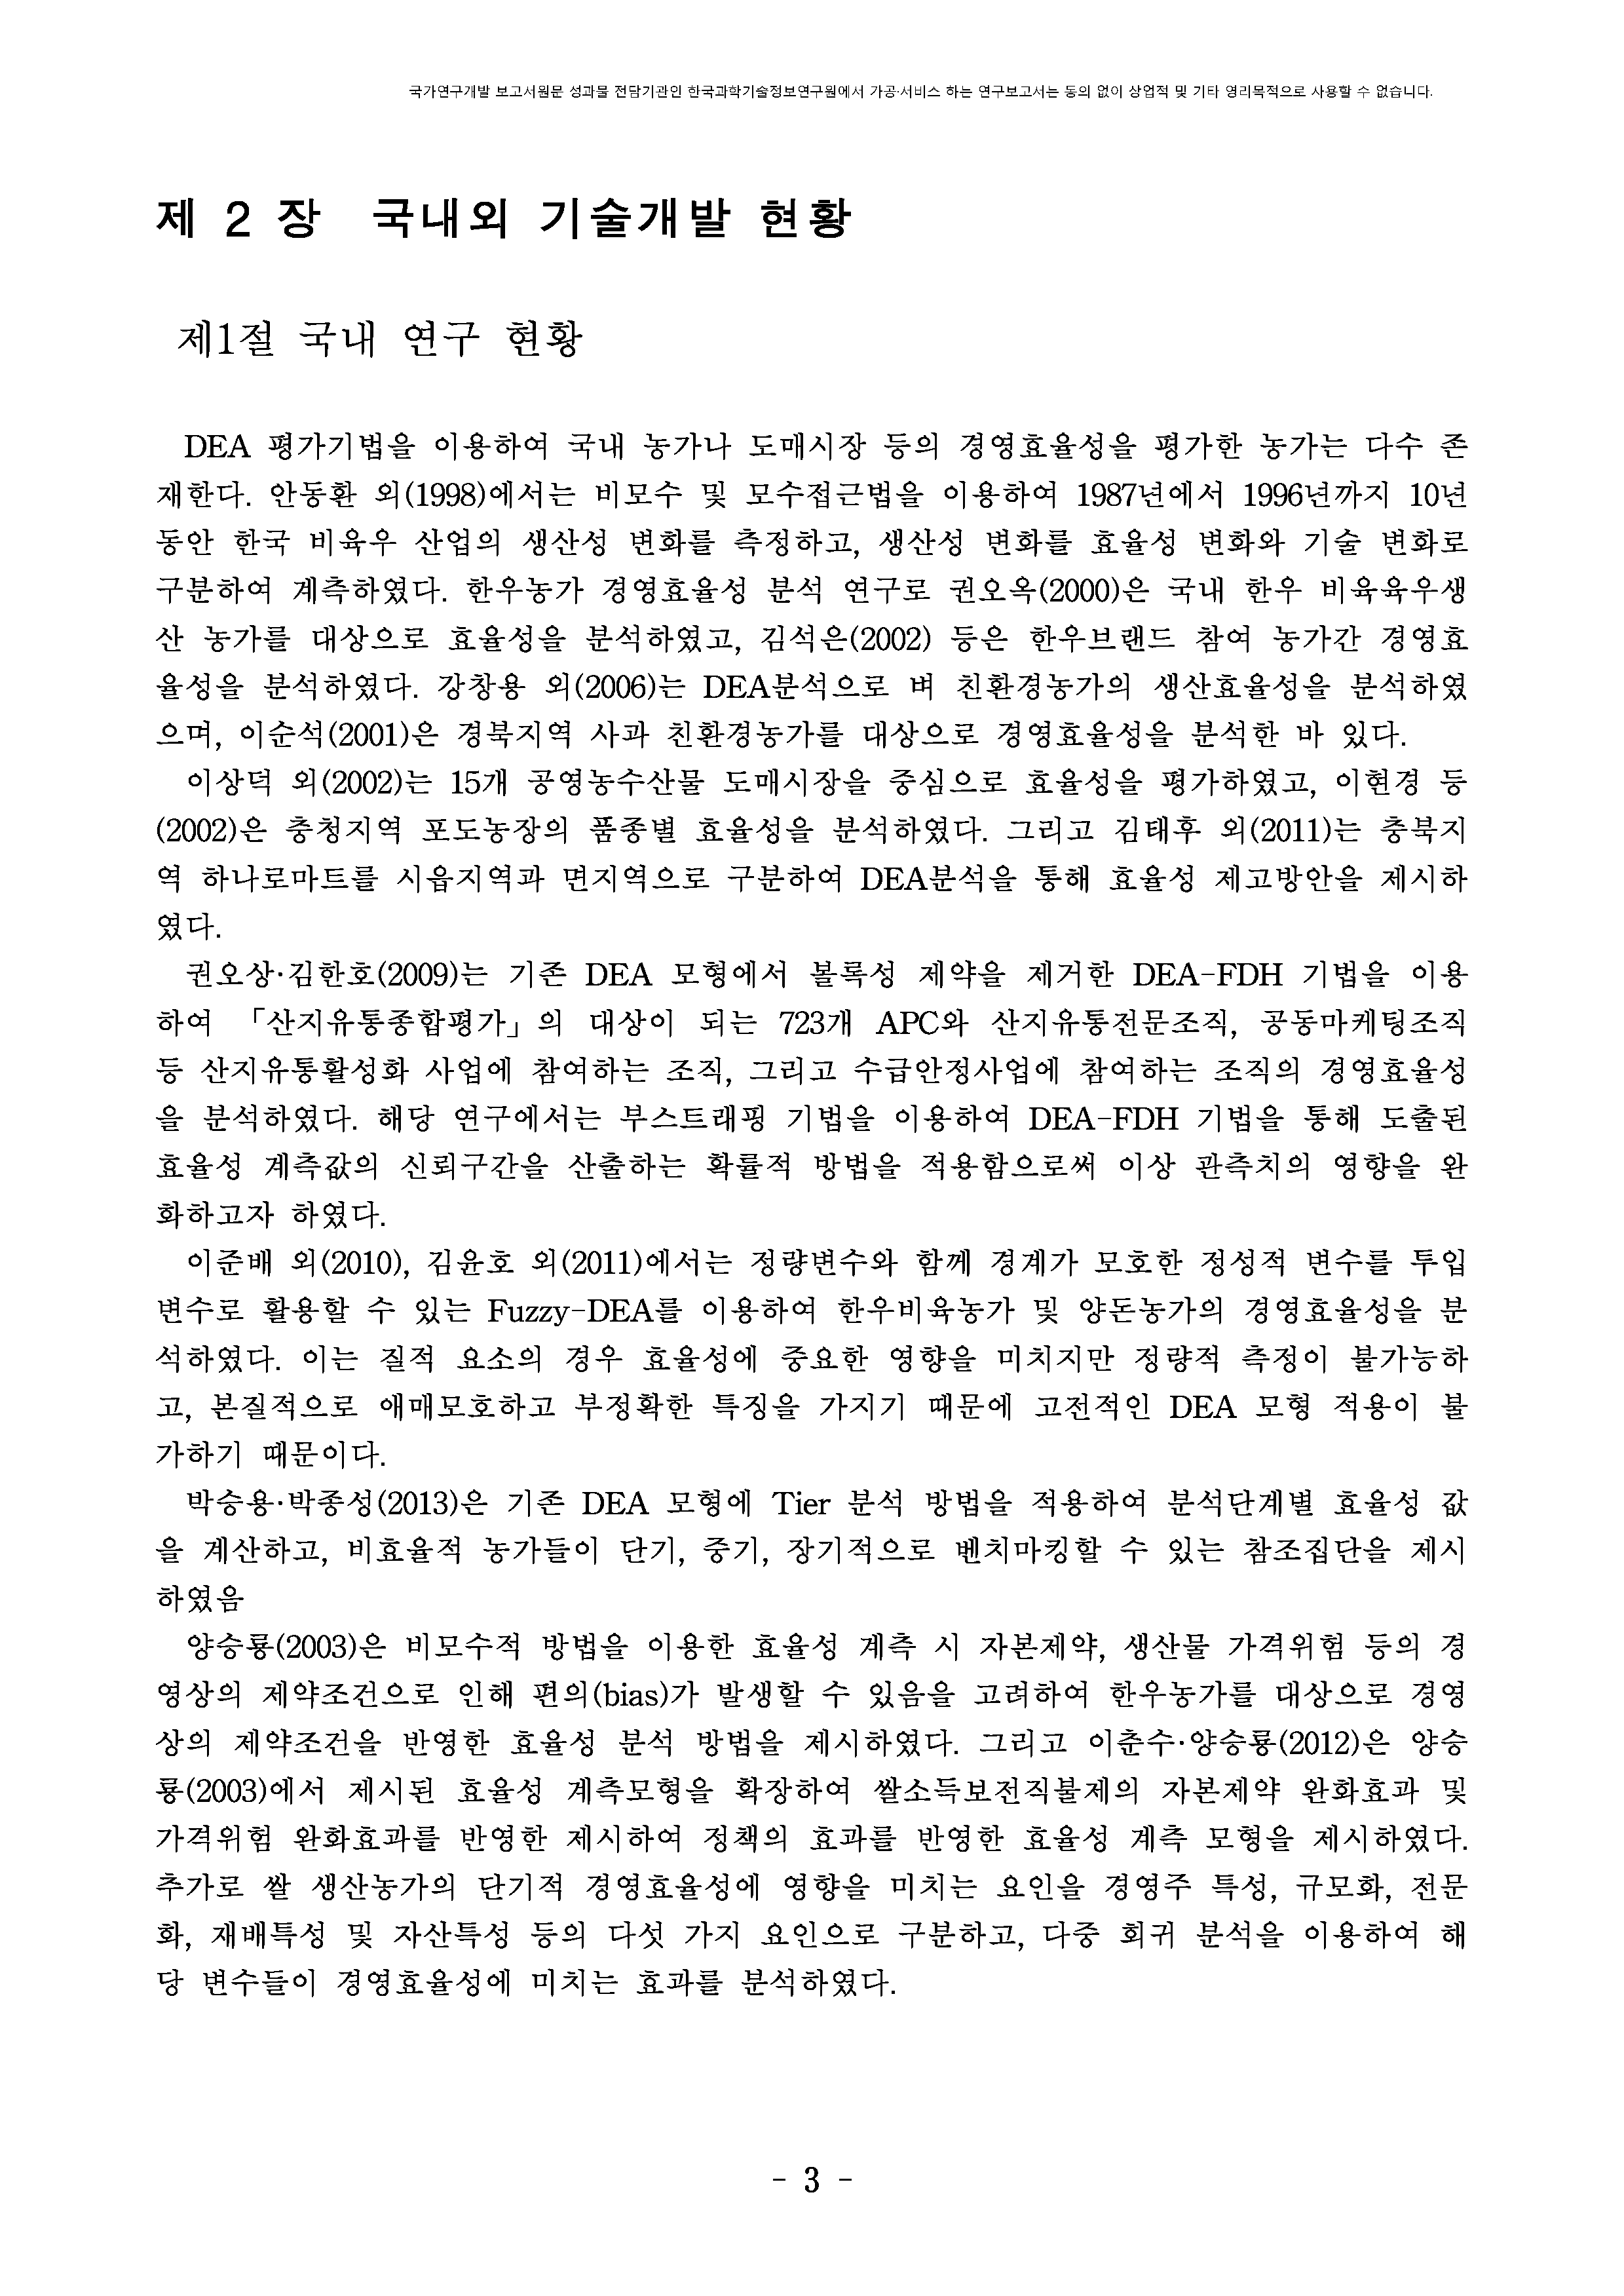 국가연구개발 보고서원문 성과물 전담기관인 한국과학기술정보연구원에서 가공·서비스 하는 연구보고서는 동의 없이 상업적 및 기타 영리목적으로 사용할 수 없습니다.
제 2 장 국내외 기술개발 현황
제1절 국내 연구 현황
DEA 평가기법을 이용하여 국내 농가나 도매시장 등의 경영효율성을 평가한 농가는 다수 존
재한다. 안동환 외(1998)에서는 비모수 및 모수접근법을 이용하여 1987년에서 1996년까지 10년
동안 한국 비육우 산업의 생산성 변화를 측정하고, 생산성 변화를 효율성 변화와 기술 변화로
구분하여 계측하였다. 한우농가 경영효율성 분석 연구로 권오옥(2000)은 국내 한우 비육육우생
산 농가를 대상으로 효율성을 분석하였고, 김석은(2002) 등은 한우브랜드 참여 농가간 경영효
율성을 분석하였다. 강창용 외(2006)는 DEA분석으로 벼 친환경농가의 생산효율성을 분석하였
으며, 이순석(2001)은 경북지역 사과 친환경농가를 대상으로 경영효율성을 분석한 바 있다.
이상덕 외(2002)는 15개 공영농수산물 도매시장을 중심으로 효율성을 평가하였고, 이현경 등
(2002)은 충청지역 포도농장의 품종별 효율성을 분석하였다. 그리고 김태후 외(2011)는 충북지
역 하나로마트를 시읍지역과 면지역으로 구분하여 DEA분석을 통해 효율성 제고방안을 제시하
였다.
권오상·김한호(2009)는 기존 DEA 모형에서 볼록성 제약을 제거한 DEA-FDH 기법을 이용
하여 「산지유통종합평가」의 대상이 되는 723개 APC와 산지유통전문조직, 공동마케팅조직
등 산지유통활성화 사업에 참여하는 조직, 그리고 수급안정사업에 참여하는 조직의 경영효율성
을 분석하였다. 해당 연구에서는 부스트래핑 기법을 이용하여 DEA-FDH 기법을 통해 도출된
효율성 계측값의 신뢰구간을 산출하는 확률적 방법을 적용함으로써 이상 관측치의 영향을 완
화하고자 하였다.
이준배 외(2010), 김윤호 외(2011)에서는 정량변수와 함께 경계가 모호한 정성적 변수를 투입
변수로 활용할 수 있는 Fuzzy-DEA를 이용하여 한우비육농가 및 양돈농가의 경영효율성을 분
석하였다. 이는 질적 요소의 경우 효율성에 중요한 영향을 미치지만 정량적 측정이 불가능하
고, 본질적으로 애매모호하고 부정확한 특징을 가지기 때문에 고전적인 DEA 모형 적용이 불
가하기 때문이다.
박승용·박종성(2013)은 기존 DEA 모형에 Tier 분석 방법을 적용하여 분석단계별 효율성 값
을 계산하고, 비효율적 농가들이 단기, 중기, 장기적으로 벤치마킹할 수 있는 참조집단을 제시
하였음
양승룡(2003)은 비모수적 방법을 이용한 효율성 계측 시 자본제약, 생산물 가격위험 등의 경
영상의 제약조건으로 인해 편의(bias)가 발생할 수 있음을 고려하여 한우농가를 대상으로 경영
상의 제약조건을 반영한 효율성 분석 방법을 제시하였다. 그리고 이춘수·양승룡(2012)은 양승
룡(2003)에서 제시된 효율성 계측모형을 확장하여 쌀소득보전직불제의 자본제약 완화효과 및
가격위험 완화효과를 반영한 제시하여 정책의 효과를 반영한 효율성 계측 모형을 제시하였다.
추가로 쌀 생산농가의 단기적 경영효율성에 영향을 미치는 요인을 경영주 특성, 규모화, 전문
화, 재배특성 및 자산특성 등의 다섯 가지 요인으로 구분하고, 다중 회귀 분석을 이용하여 해
당 변수들이 경영효율성에 미치는 효과를 분석하였다.
- 3 -